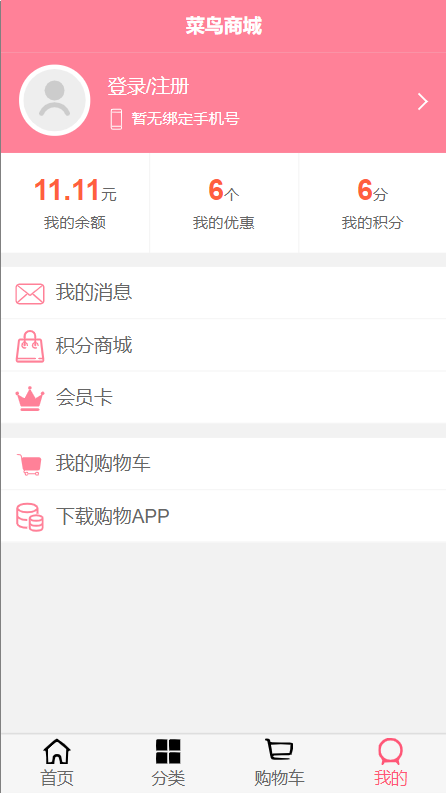 菜鸟商城
登录/注册
暂无绑定手机号
11.11元 6个 6分
我的余额 我的优惠 我的积分
我的消息
积分商城
会员卡
我的购物车
下载购物APP
首页 分类 购物车 我的